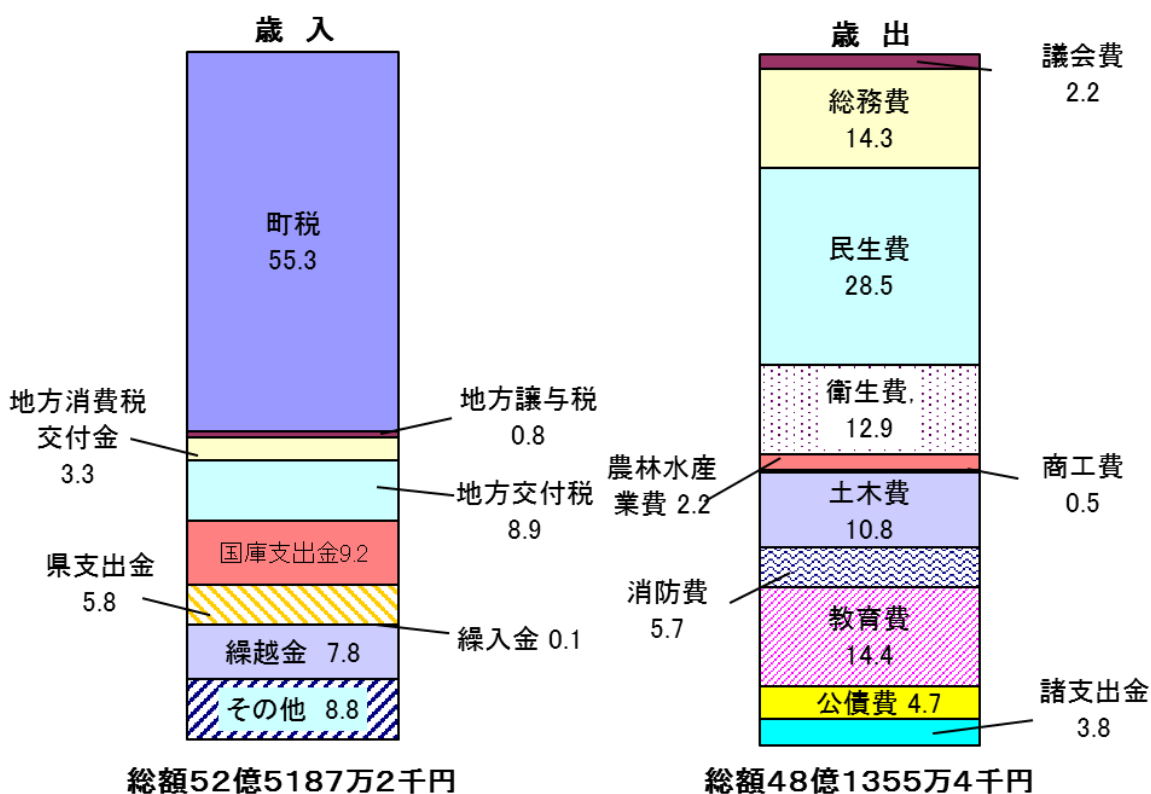 歳 入
町税
55.3
地方譲与税
0.8
地方消費税
交付金
3.3
地方交付税
8.9
国庫支出金9.2
県支出金
5.8
繰入金 0.1
繰越金 7.8
その他 8.8
総額52億5187万2千円
歳 出
議会費
2.2
総務費
14.3
民生費
28.5
衛生費,
12.9
農林水産
業費 2.2
商工費
0.5
土木費
10.8
消防費
5.7
教育費
14.4
公債費 4.7
諸支出金
3.8
総額48億1355万4千円